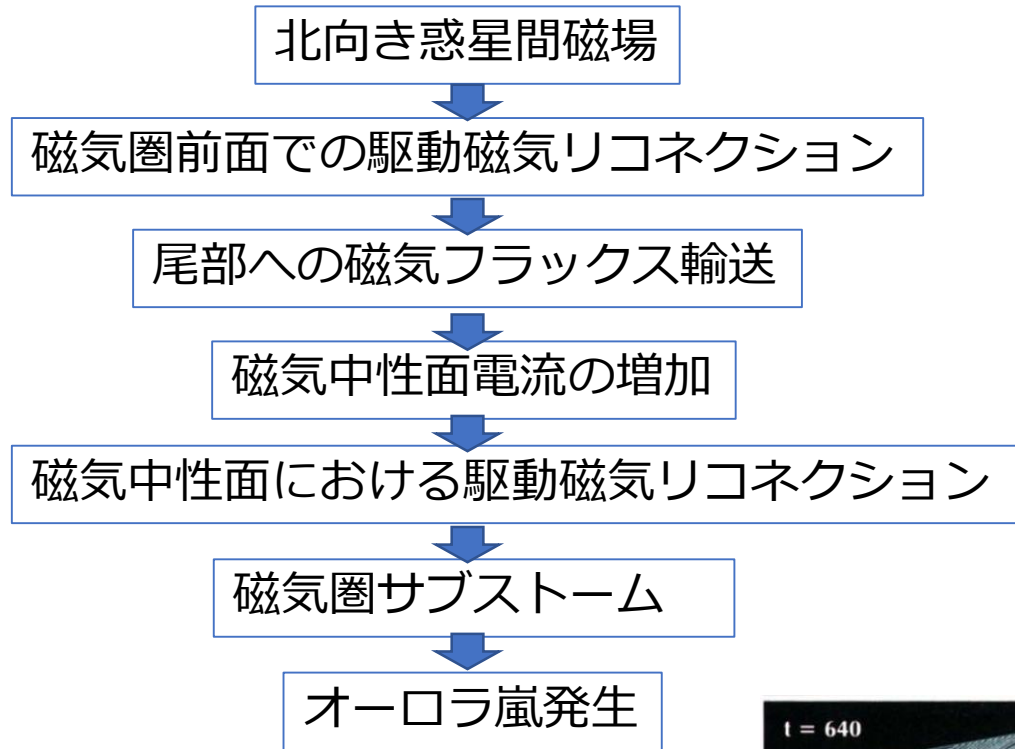 北向き惑星間磁場
磁気圏前面での駆動磁気リコネクション
尾部への磁気フラックス輸送
磁気中性面電流の増加
磁気中性面における駆動磁気リコネクション
磁気圏サブストーム
オーロラ嵐発生
t = 640